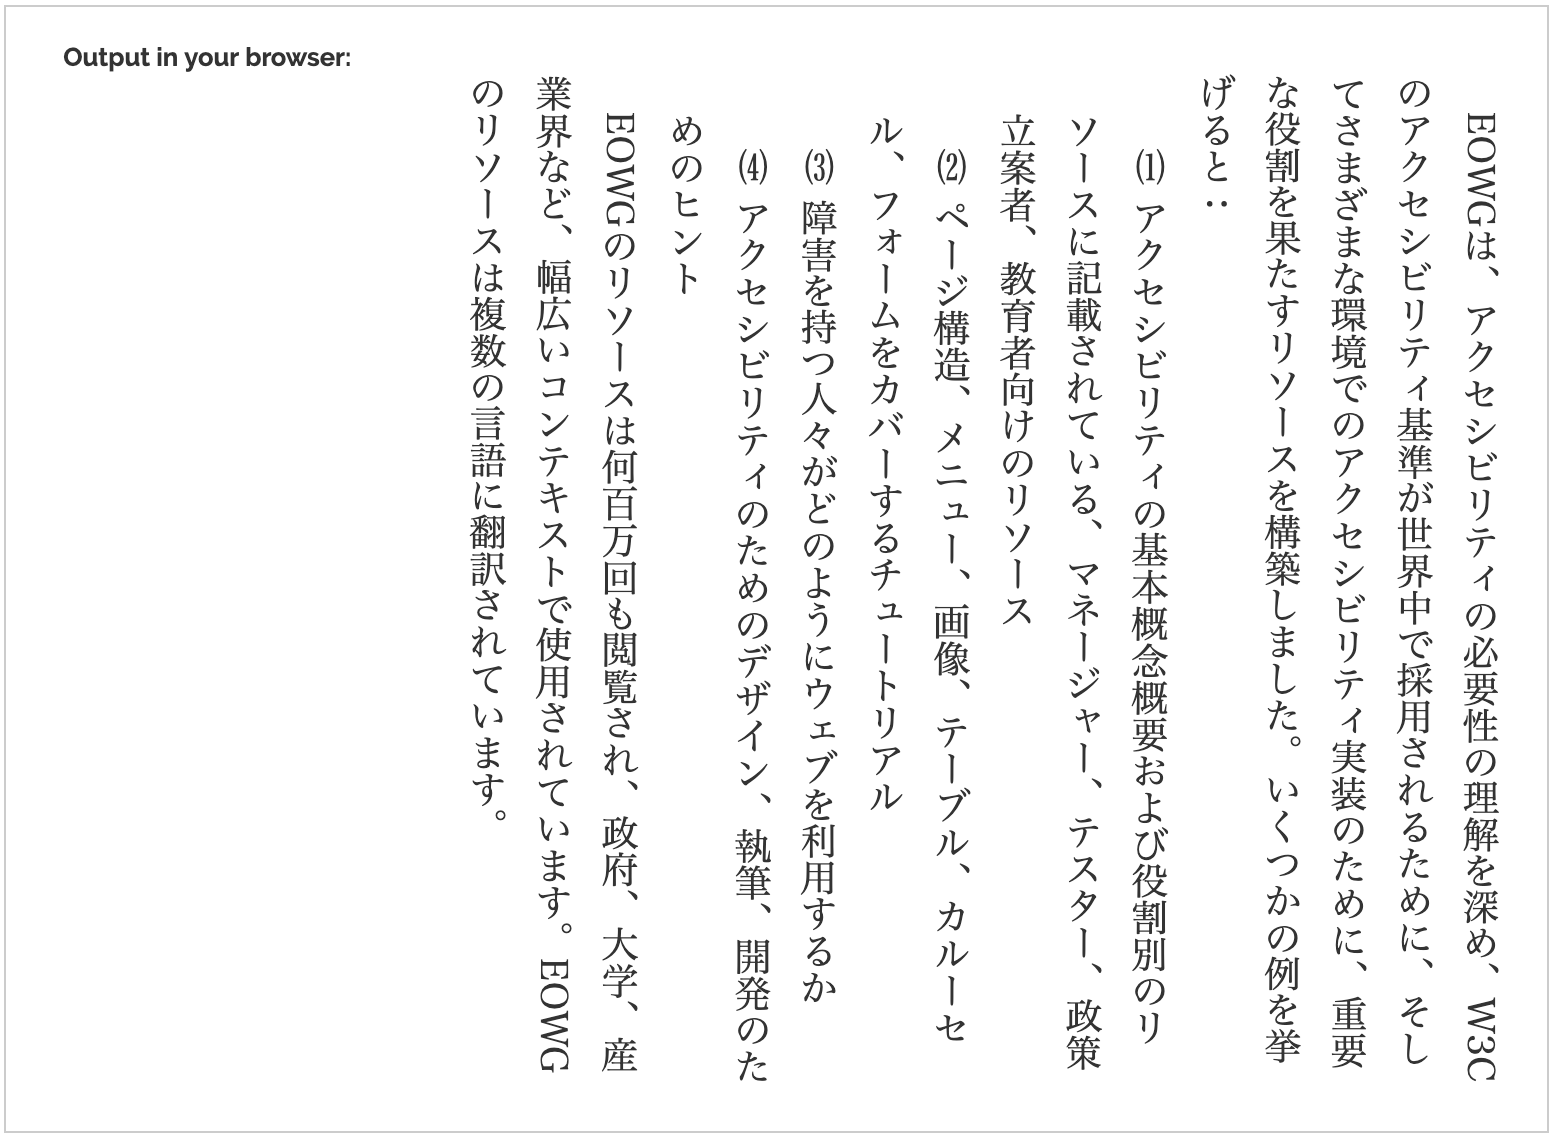 Output in your browser:
EOWGは、アクセシビリティの必要性の理解を深め、W3C
のアクセシビリティ基準が世界中で採用されるために、そし
てさまざまな環境でのアクセシビリティ実装のために、重要
な役割を果たすリソースを構築しました。いくつかの例を挙
げると：
(1) アクセシビリティの基本概念概要および役割別のリ
ソースに記載されている、マネージャー、テスター、政策
立案者、教育者向けのリソース
(2) ページ構造、メニュー、画像、テーブル、カルーセ
ル、フォームをカバーするチュートリアル
(3) 障害を持つ人々がどのようにウェブを利用するか
(4) アクセシビリティのためのデザイン、執筆、開発のた
めのヒント
EOWGのリソースは何百万回も閲覧され、政府、大学、産
業界など、幅広いコンテキストで使用されています。EOWG
のリソースは複数の言語に翻訳されています。